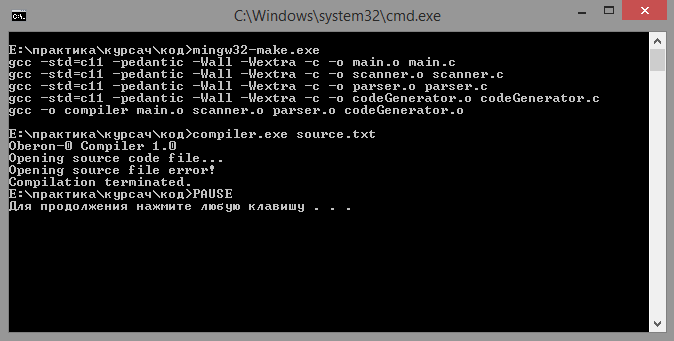 C:\Windows\system32\cmd.exe
E:\практика\курсач\код>mingw32-make.exe
gcc -std=c11 -pedantic -Wall -Wextra -c -o main.o main.c
gcc -std=c11 -pedantic -Wall -Wextra -c -o scanner.o scanner.c
gcc -std=c11 -pedantic -Wall -Wextra -c -o parser.o parser.c
gcc -std=c11 -pedantic -Wall -Wextra -c -o codeGenerator.o codeGenerator.c
gcc -o compiler main.o scanner.o parser.o codeGenerator.o
E:\практика\курсач\код>compiler.exe source.txt
Oberon-0 Compiler 1.0
Opening source code file...
Opening source file error!
Compilation terminated.
E:\практика\курсач\код>PAUSE
Для продолжения нажмите любую клавишу . . .